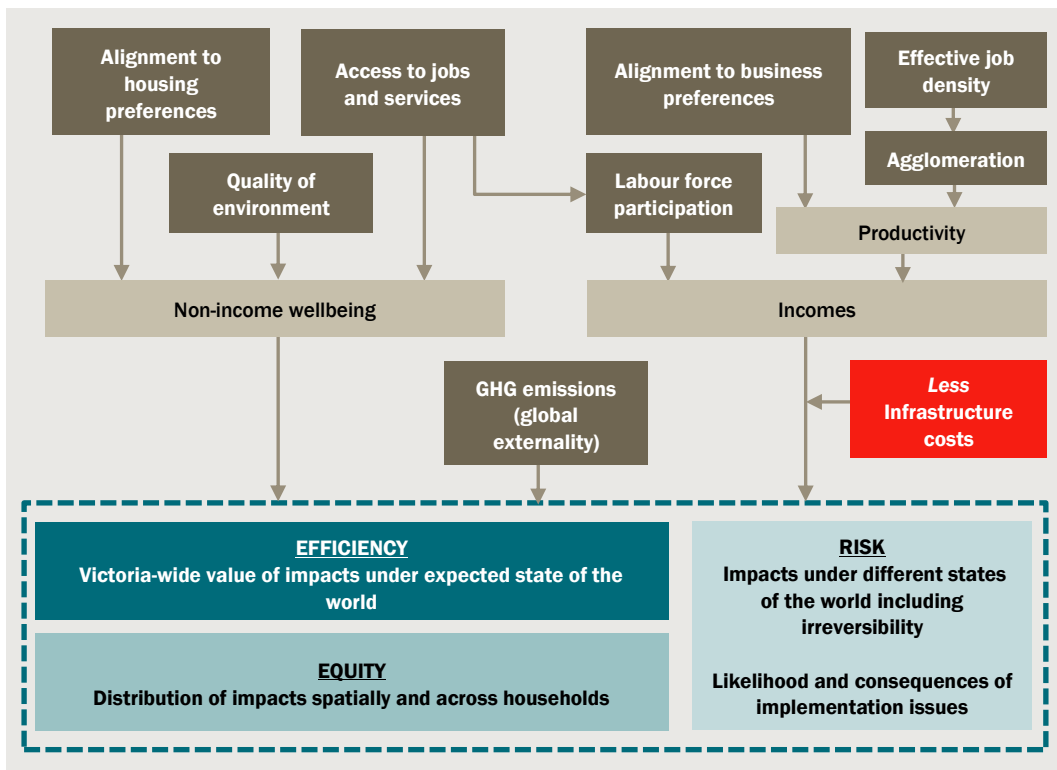 Alignment to
housing
preferences
Access to jobs
and services
Alignment to business
preferences
Effective job
density
Agglomeration
Quality of
environment
Labour force
participation
Productivity
Non-income wellbeing
Incomes
GHG emissions
(global
externality)
Less
Infrastructure
costs
EFFICIENCY
Victoria-wide value of impacts under expected state of the
world
EQUITY
Distribution of impacts spatially and across households
RISK
Impacts under different states
of the world including
irreversibility
Likelihood and consequences of
implementation issues